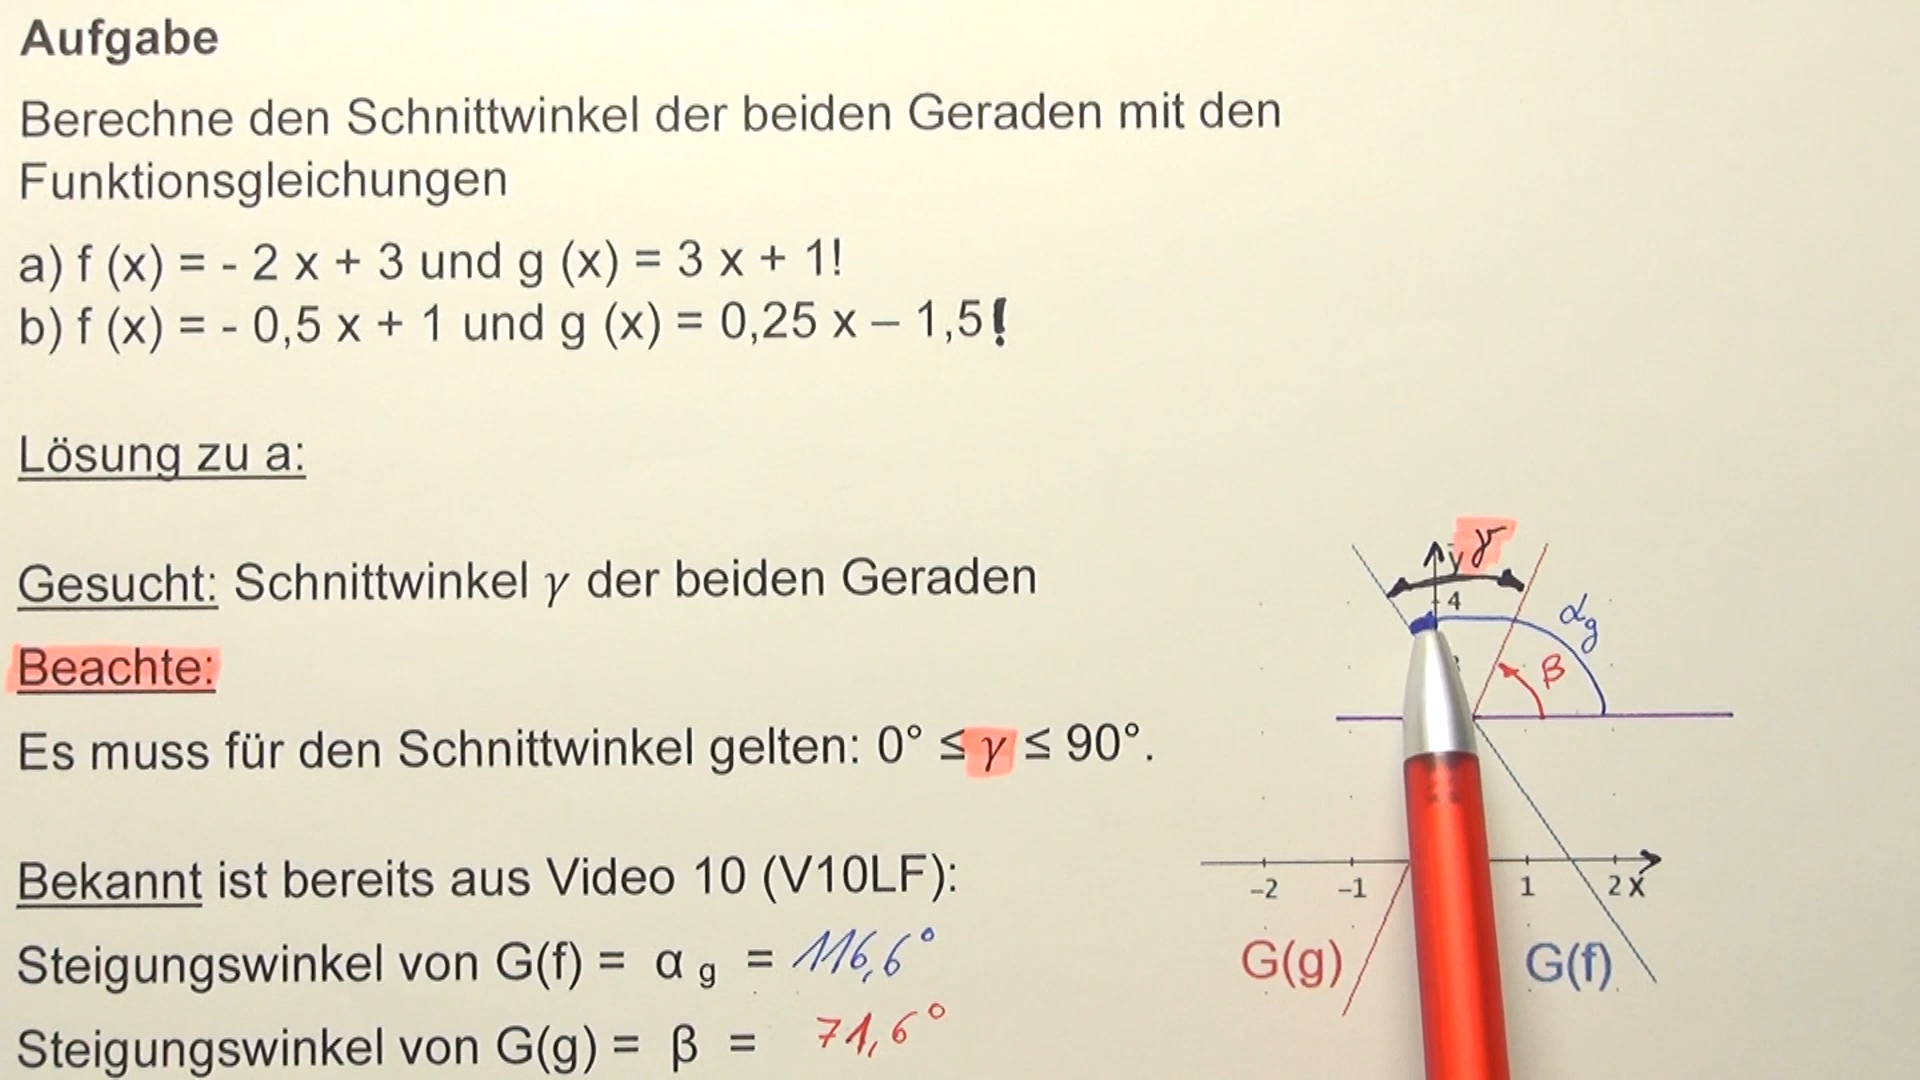 Aufgabe
Berechne den Schnittwinkel der beiden Geraden mit den
Funktionsgleichungen
a) f (x) = - 2 x + 3 und g (x) = 3 x + 1!
b) f (x) = - 0,5 x + 1 und g (x) = 0,25 x – 1,5!
Lösung zu a:
Gesucht: Schnittwinkel γ der beiden Geraden
Beachte:
Es muss für den Schnittwinkel gelten: 0° ≤ γ ≤ 90°.
Bekannt ist bereits aus Video 10 (V10LF):
Steigungswinkel von G(f) = α g = 116,6°
Steigungswinkel von G(g) = β = 71,6°
y γ
4
αg
β
-2 -1 1 2 x
G(g) G(f)